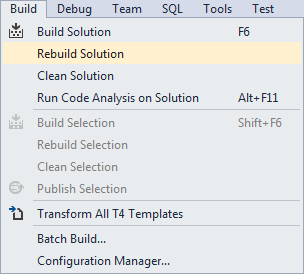 Build Debug Team SQL Tools Test
Build Solution F6
Rebuild Solution
Clean Solution
Run Code Analysis on Solution Alt+F11
Build Selection Shift+F6
Rebuild Selection
Clean Selection
Publish Selection
Transform All T4 Templates
Batch Build...
Configuration Manager...